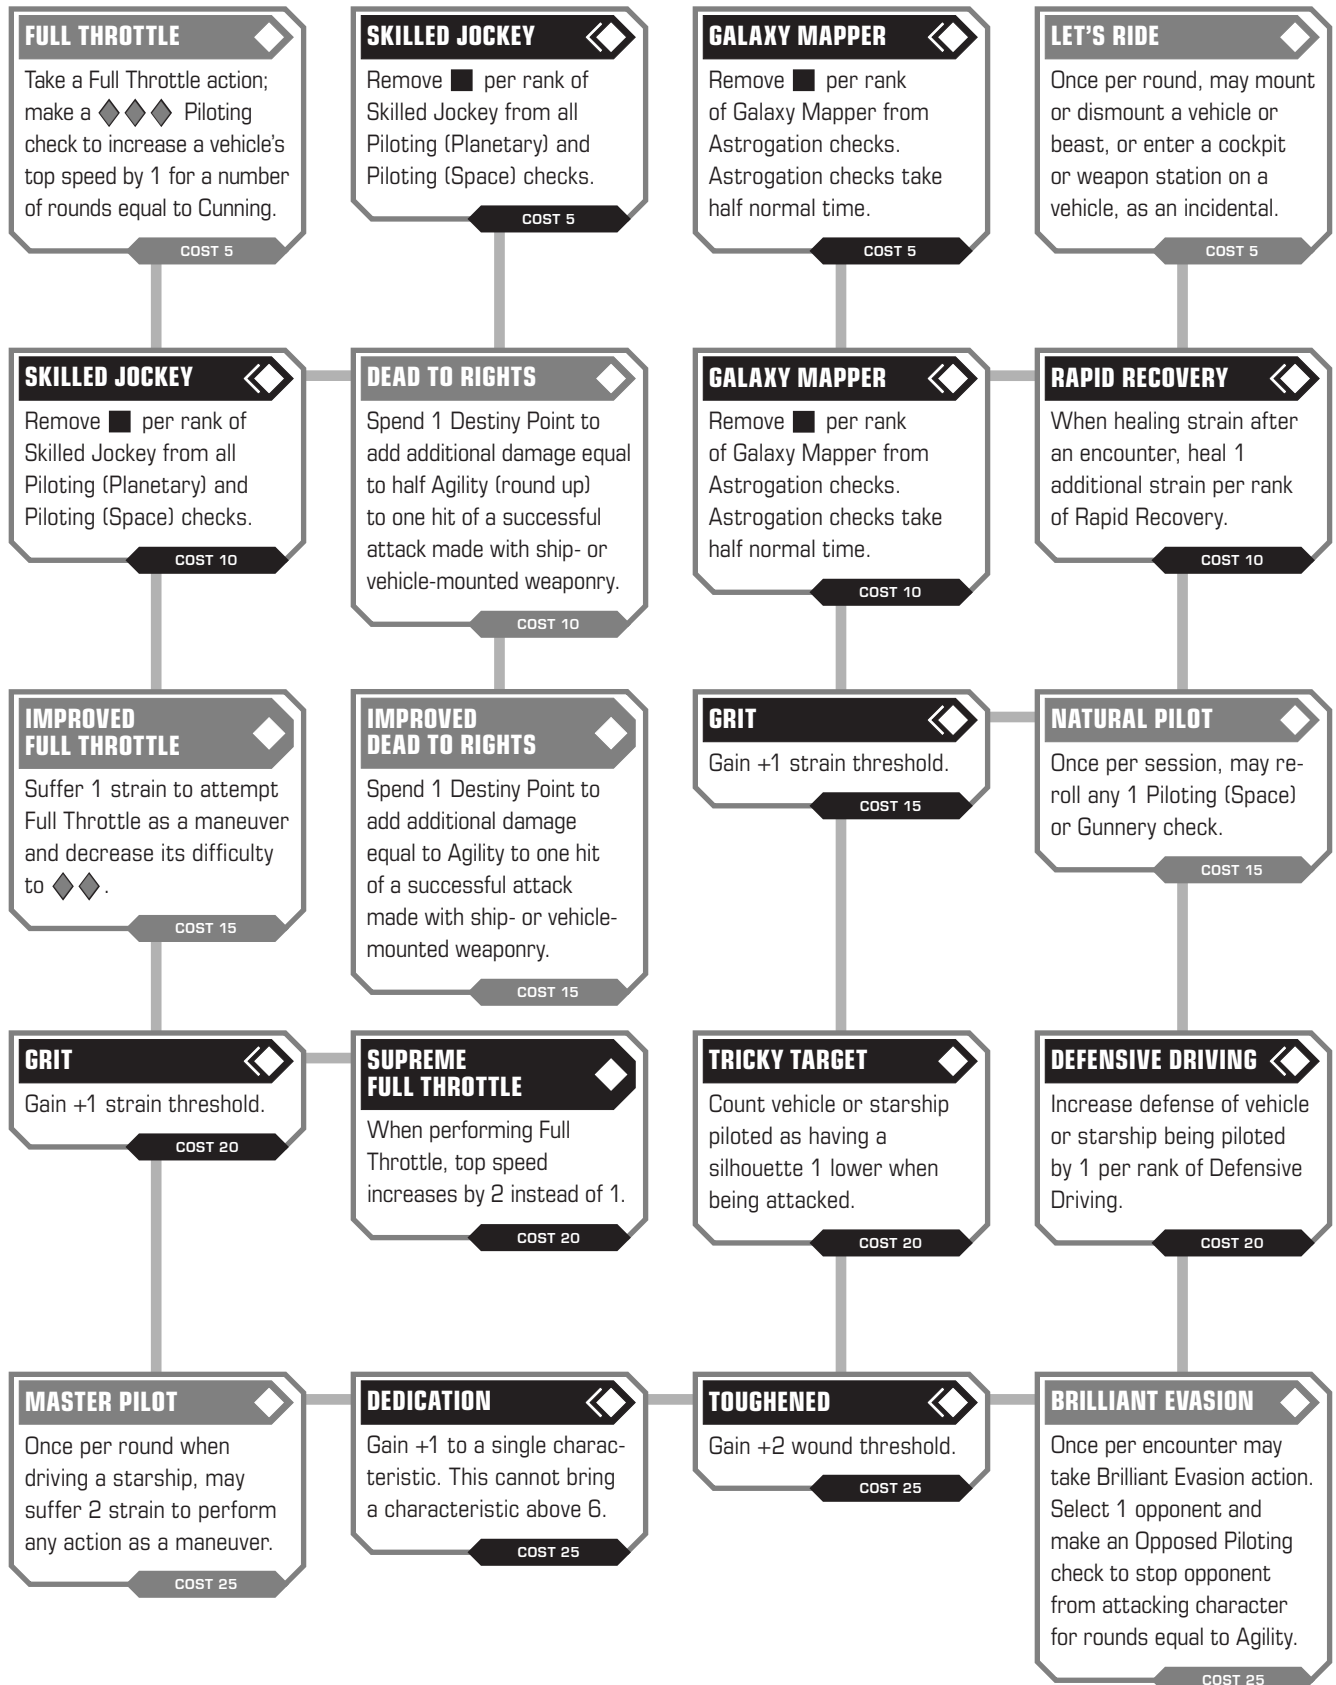 FULL THROTTLE
Take a Full Throttle action;
make a Piloting
check to increase a vehicle's
top speed by 1 for a number
of rounds equal to Cunning.
COST 5
SKILLED JOCKEY
Remove per rank of
Skilled Jockey from all
Piloting (Planetary) and
Piloting (Space) checks.
COST 5
GALAXY MAPPER
Remove per rank
of Galaxy Mapper from
Astrogation checks.
Astrogation checks take
half normal time.
COST 5
LET'S RIDE
Once per round, may mount
or dismount a vehicle or
beast, or enter a cockpit
or weapon station on a
vehicle, as an incidental.
COST 5
SKILLED JOCKEY
Remove per rank of
Skilled Jockey from all
Piloting (Planetary) and
Piloting (Space) checks.
COST 10
DEAD TO RIGHTS
Spend 1 Destiny Point to
add additional damage equal
to half Agility (round up)
to one hit of a successful
attack made with ship- or
vehicle-mounted weaponry.
COST 10
GALAXY MAPPER
Remove per rank
of Galaxy Mapper from
Astrogation checks.
Astrogation checks take
half normal time.
COST 10
RAPID RECOVERY
When healing strain after
an encounter, heal 1
additional strain per rank
of Rapid Recovery.
COST 10
IMPROVED
FULL THROTTLE
Suffer 1 strain to attempt
Full Throttle as a maneuver
and decrease its difficulty
to .
COST 15
IMPROVED
DEAD TO RIGHTS
Spend 1 Destiny Point to
add additional damage
equal to Agility to one hit
of a successful attack
made with ship- or vehicle-
mounted weaponry.
COST 15
GRIT
Gain +1 strain threshold.
COST 15
NATURAL PILOT
Once per session, may re-
roll any 1 Piloting (Space)
or Gunnery check.
COST 15
GRIT
Gain +1 strain threshold.
COST 20
SUPREME
FULL THROTTLE
When performing Full
Throttle, top speed
increases by 2 instead of 1.
COST 20
TRICKY TARGET
Count vehicle or starship
piloted as having a
silhouette 1 lower when
being attacked.
COST 20
DEFENSIVE DRIVING
Increase defense of vehicle
or starship being piloted
by 1 per rank of Defensive
Driving.
COST 20
MASTER PILOT
Once per round when
driving a starship, may
suffer 2 strain to perform
any action as a maneuver.
COST 25
DEDICATION
Gain +1 to a single charac-
teristic. This cannot bring
a characteristic above 6.
COST 25
TOUGHENED
Gain +2 wound threshold.
COST 25
BRILLIANT EVASION
Once per encounter may
take Brilliant Evasion action.
Select 1 opponent and
make an Opposed Piloting
check to stop opponent
from attacking character
for rounds equal to Agility.
COST 25